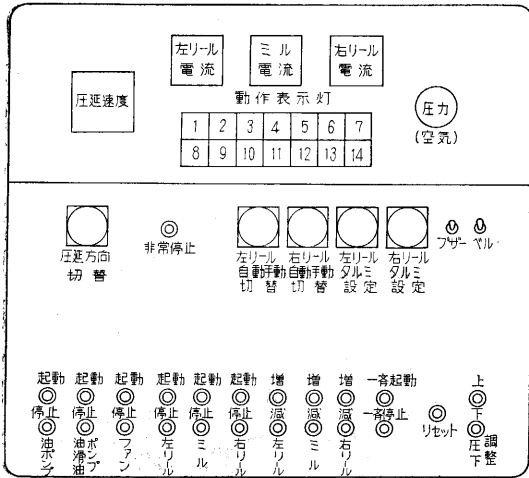 左リール
電流
ミル
電流
右リール
電流
圧延速度
動作表示灯
圧力
(空気)
1 2 3 4 5 6 7
8 9 10 11 12 13 14
圧延方向
切替
非常停止
左リール
自動手動
切替
右リール
自動手動
切替
左リール
タルミ
設定
右リール
タルミ
設定
ブザー ベル
起動 起動 起動 起動 起動 起動 増 増 増 一斉起動 上
停止 停止 停止 停止 停止 停止 減 減 減 一斉停止 下
油ポンプ
油滑油ポンプ
ファン
左リール
ミル
右リール
左リール
ミル
右リール
リセット
圧下調整